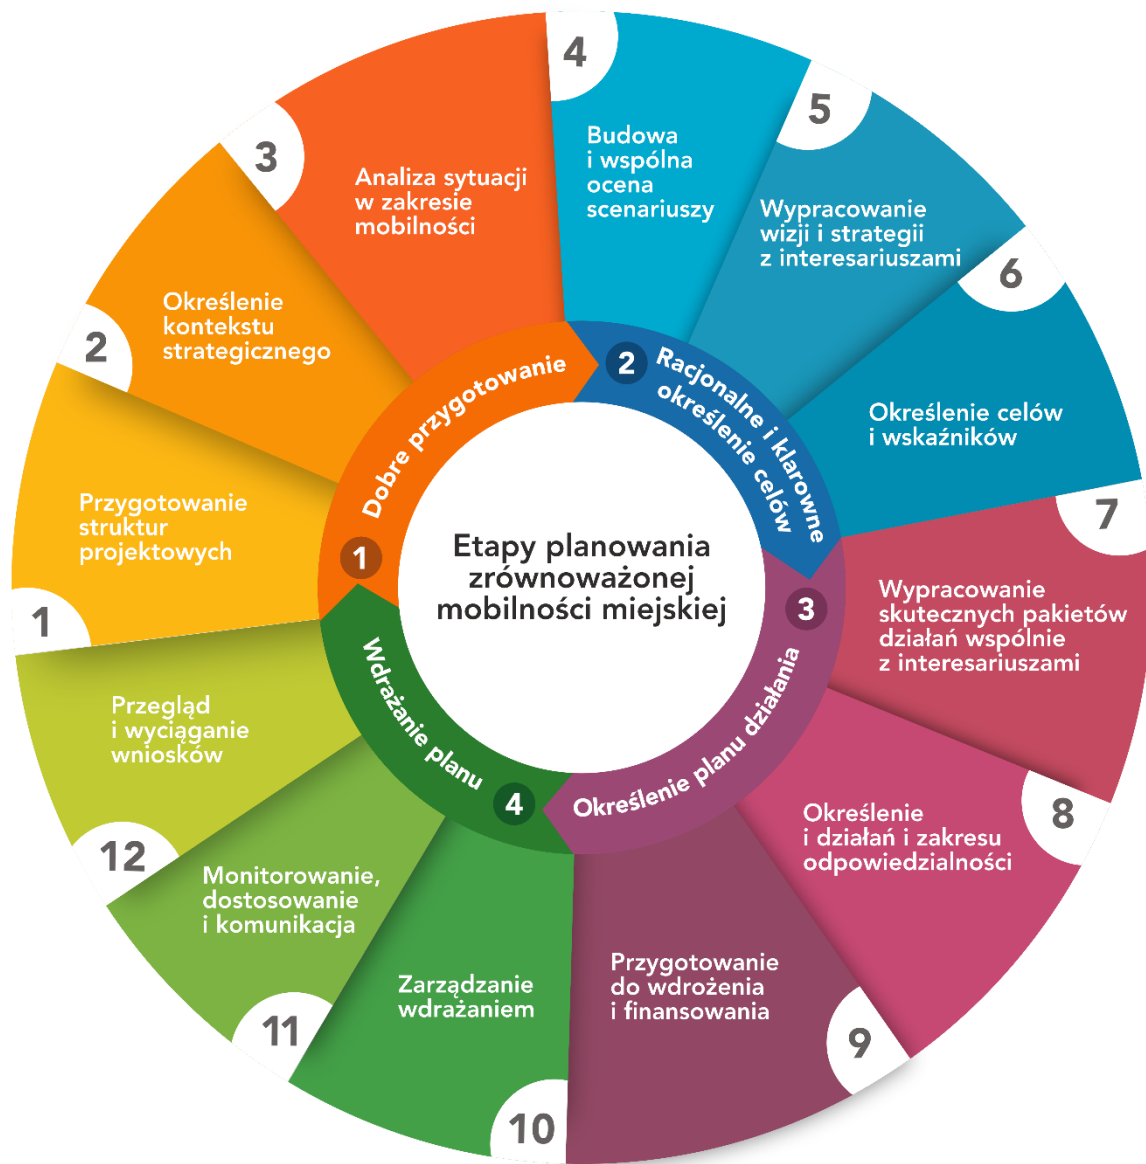 Etapy planowania
zrównoważonej
mobilności miejskiej
1
Dobre przygotowanie
2
Racjonalne i klarowne
określenie celów
3
Określenie planu działania
4
Wdrażanie planu
1
Przygotowanie
struktur
projektowych
2
Określenie
kontekstu
strategicznego
3
Analiza sytuacji
w zakresie
mobilności
4
Budowa
i wspólna
ocena
scenariuszy
5
Wypracowanie
wizji i strategii
z interesariuszami
6
Określenie celów
i wskaźników
7
Wypracowanie
skutecznych pakietów
działań wspólnie
z interesariuszami
8
Określenie
i działań i zakresu
odpowiedzialności
9
Przygotowanie
do wdrożenia
i finansowania
10
Zarządzanie
wdrażaniem
11
Monitorowanie,
dostosowanie
i komunikacja
12
Przegląd
i wyciąganie
wniosków